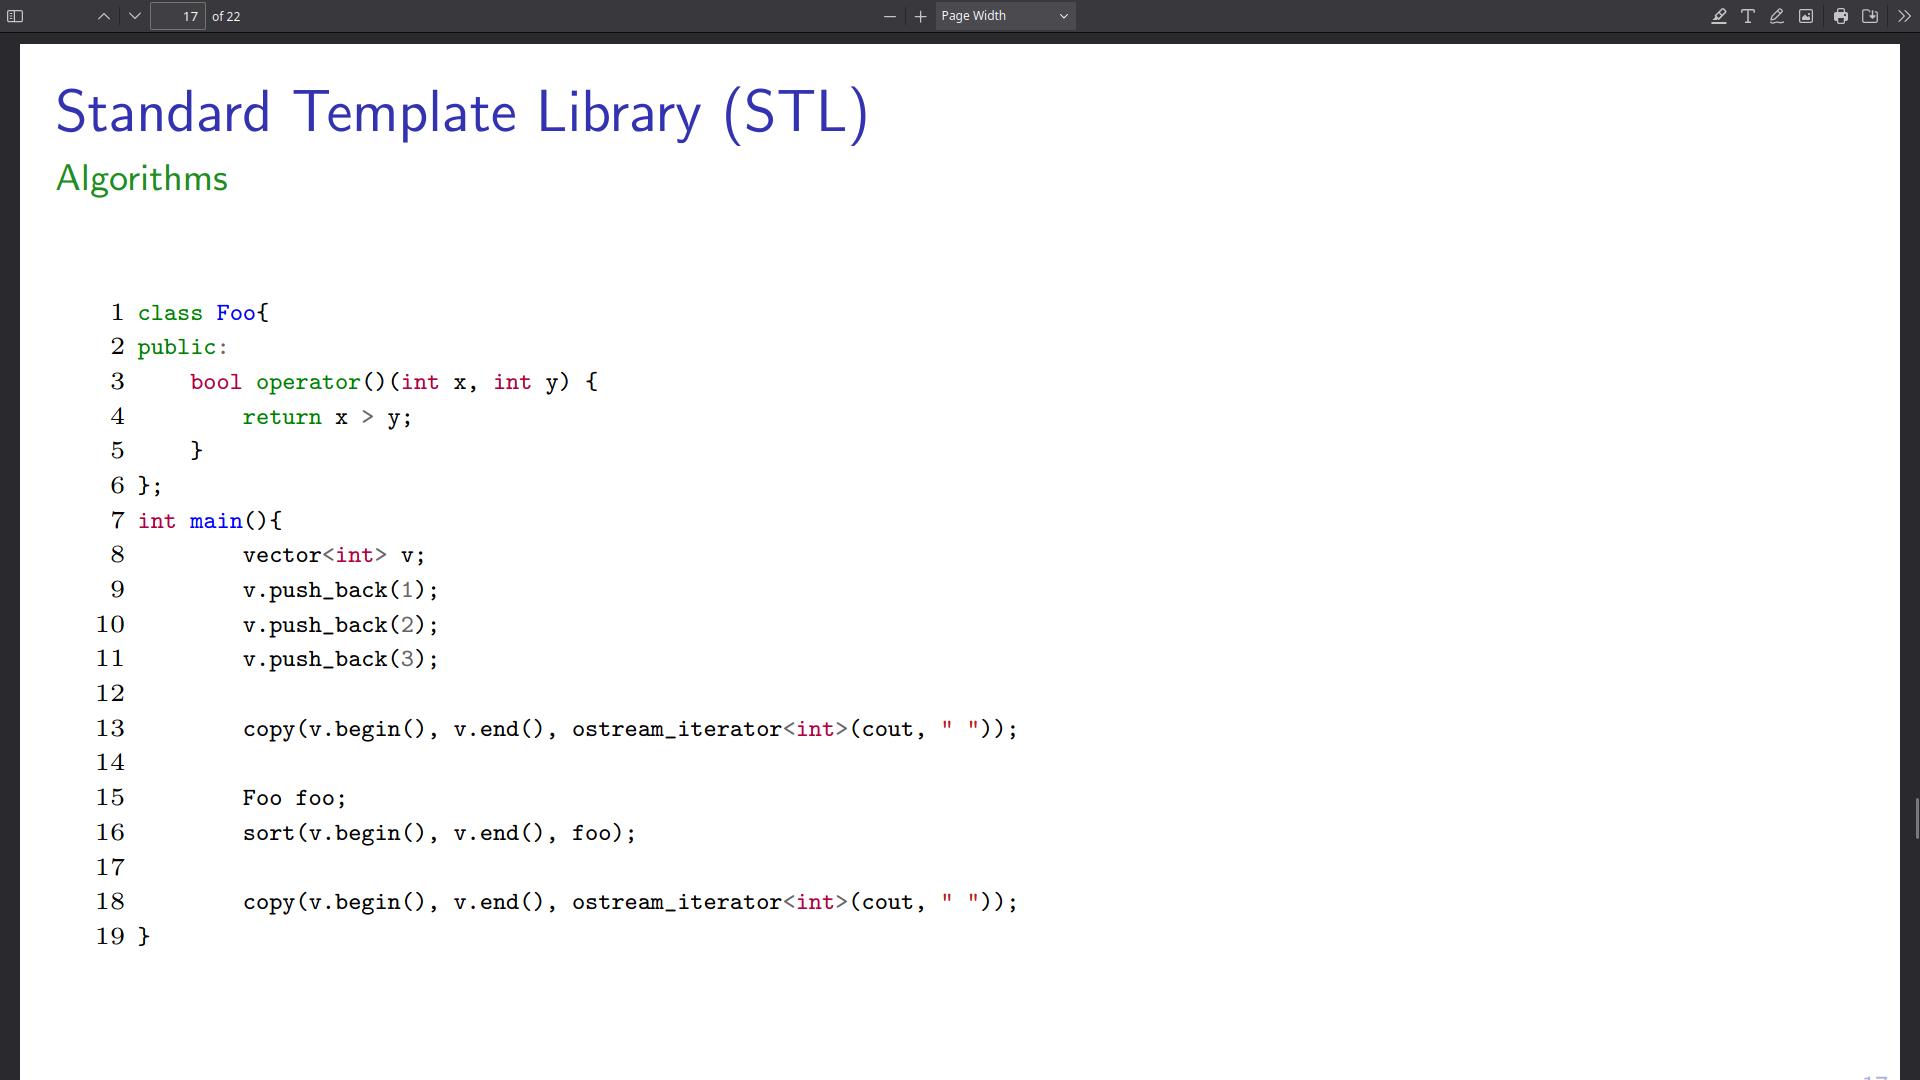 17 of 22
Page Width
Standard Template Library (STL)
Algorithms
1 class Foo{
2 public:
3     bool operator()(int x, int y) {
4         return x > y;
5     }
6 };
7 int main(){
8         vector<int> v;
9         v.push_back(1);
10         v.push_back(2);
11         v.push_back(3);
12
13         copy(v.begin(), v.end(), ostream_iterator<int>(cout, " "));
14
15         Foo foo;
16         sort(v.begin(), v.end(), foo);
17
18         copy(v.begin(), v.end(), ostream_iterator<int>(cout, " "));
19 }